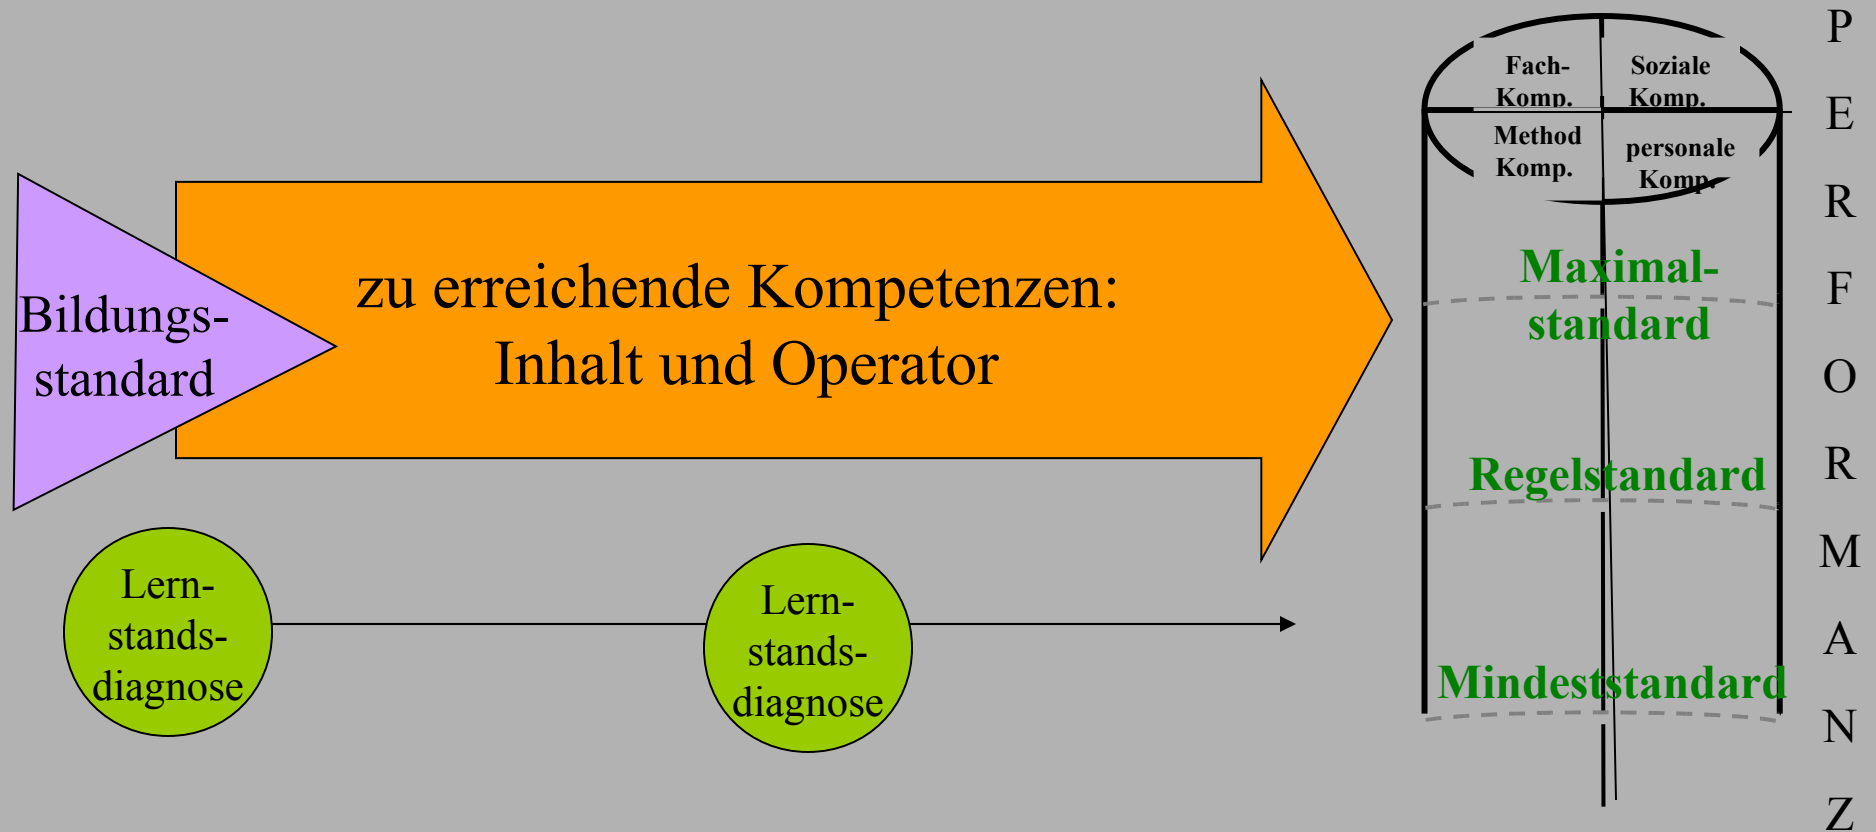 Bildungs-
standard
zu erreichende Kompetenzen:
Inhalt und Operator
Lern-
stands-
diagnose
Lern-
stands-
diagnose
Fach-
Komp.
Soziale
Komp.
Method
Komp.
personale
Komp.
Maximal-
standard
Regelstandard
Mindeststandard
P
E
R
F
O
R
M
A
N
Z